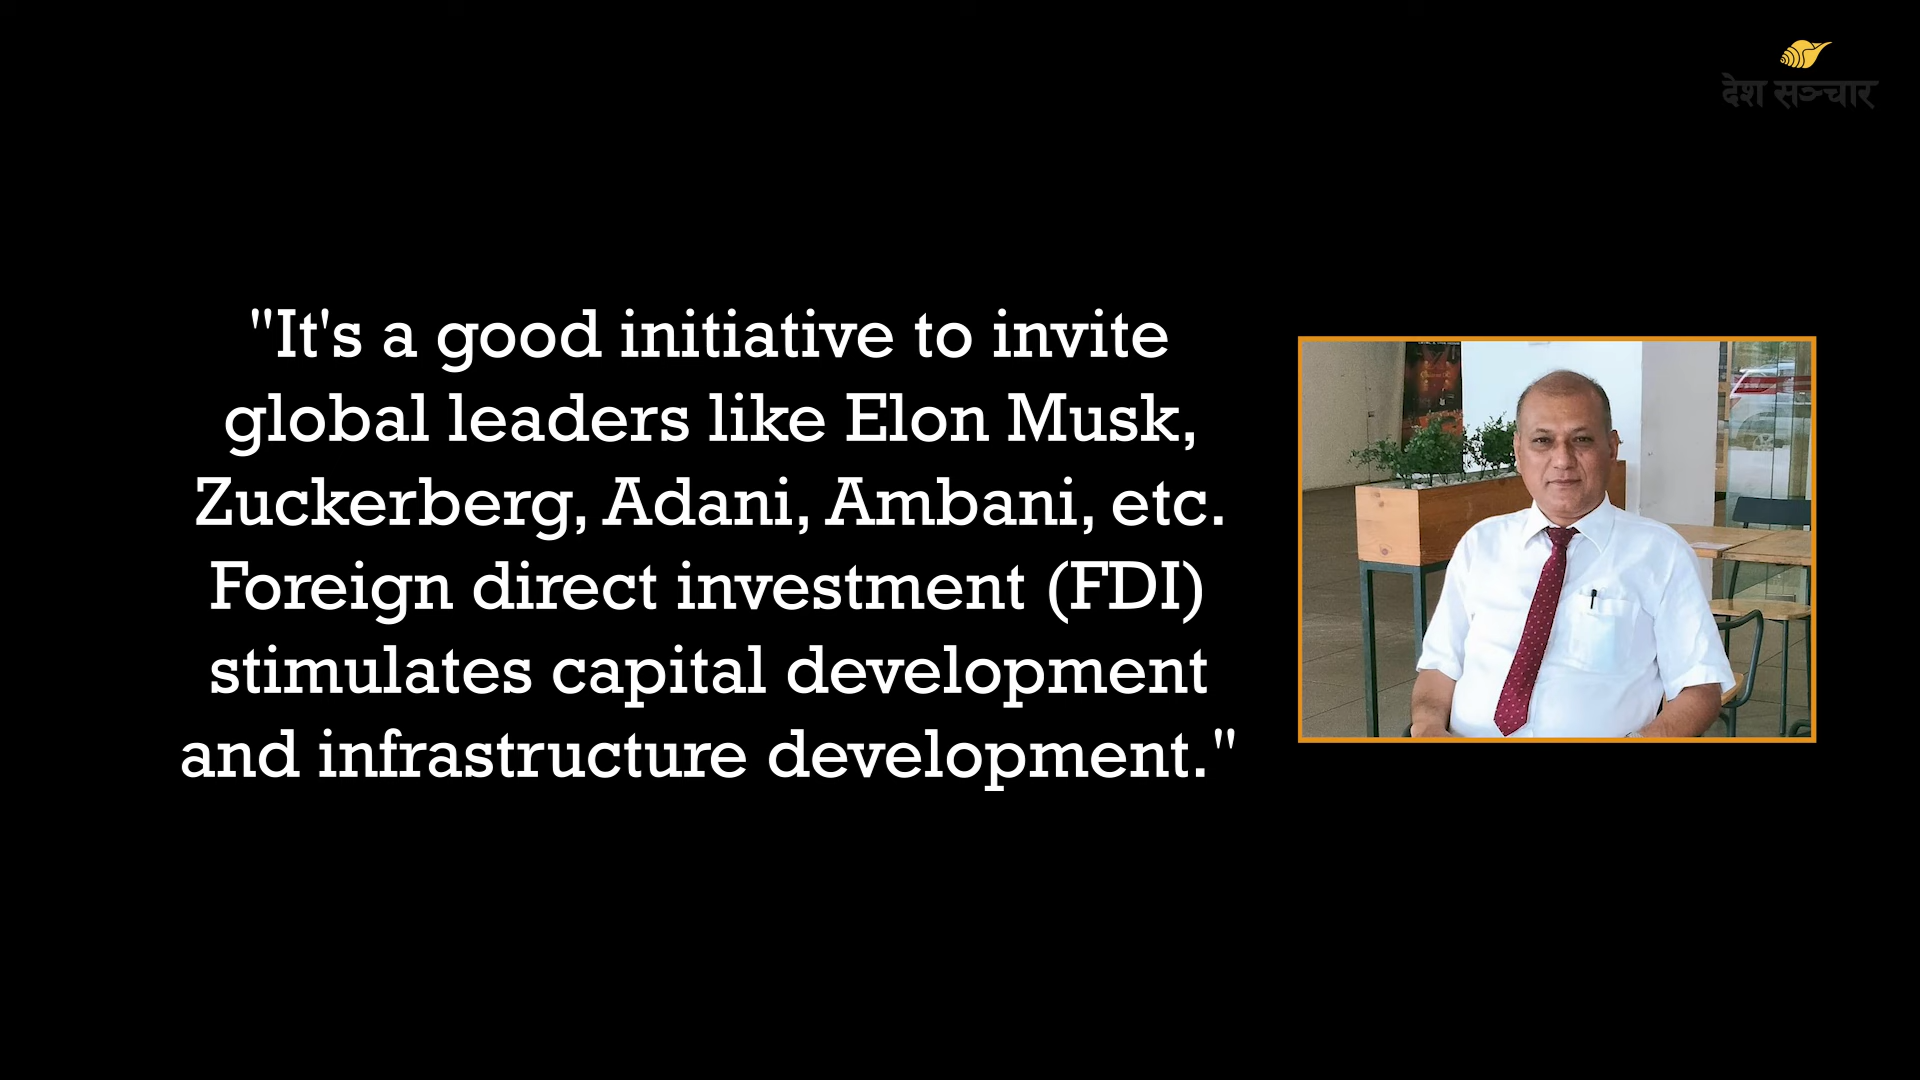 देश सञ्चार
"It's a good initiative to invite
global leaders like Elon Musk,
Zuckerberg, Adani, Ambani, etc.
Foreign direct investment (FDI)
stimulates capital development
and infrastructure development."